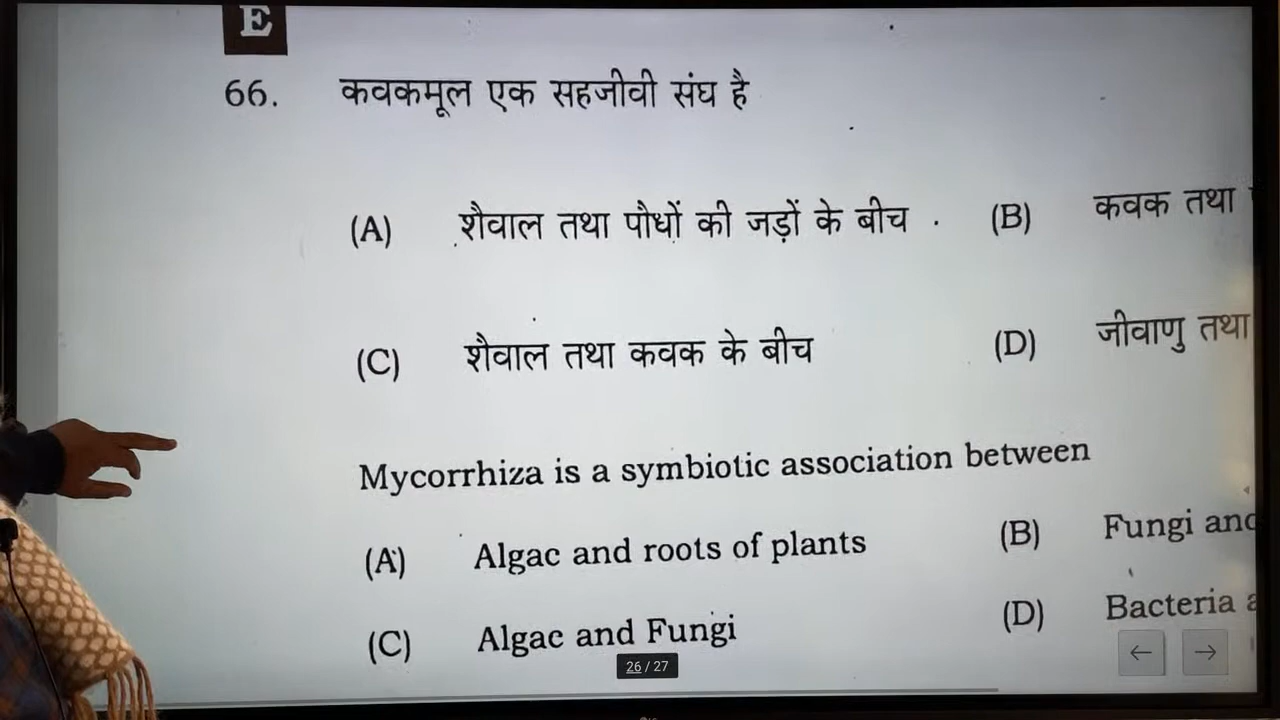 E
66. कवकमूल एक सहजीवी संघ है
(A) शैवाल तथा पौधों की जड़ों के बीच (B) कवक तथा
(C) शैवाल तथा कवक के बीच (D) जीवाणु तथा
Mycorrhiza is a symbiotic association between
(A) Algac and roots of plants (B) Fungi and
(C) Algac and Fungi (D) Bacteria
26 / 27